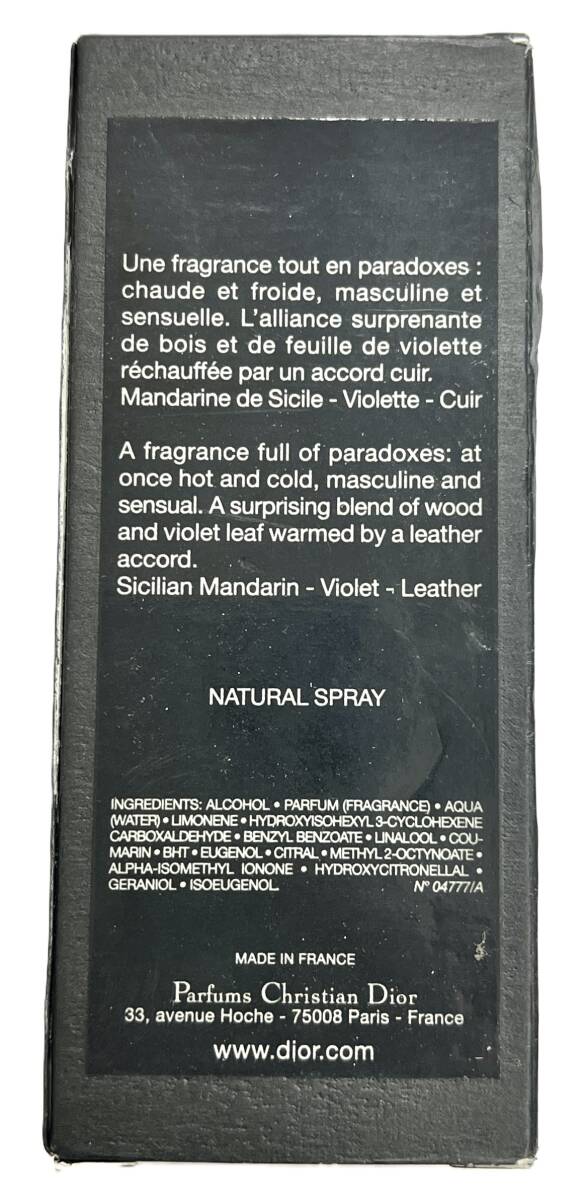 Une fragrance tout en paradoxes :
chaude et froide, masculine et
sensuelle. L'alliance surprenante
de bois et de feuille de violette
réchauffée par un accord cuir.
Mandarine de Sicile - Violette - Cuir
A fragrance full of paradoxes: at
once hot and cold, masculine and
sensual. A surprising blend of wood
and violet leaf warmed by a leather
accord.
Sicilian Mandarin - Violet - Leather
NATURAL SPRAY
INGREDIENTS: ALCOHOL • PARFUM (FRAGRANCE) • AQUA
(WATER) • LIMONENE • HYDROXYISOHEXYL 3-CYCLOHEXENE
CARBOXALDEHYDE • BENZYL BENZOATE • LINALOOL • COU-
MARIN • BHT • EUGENOL • CITRAL • METHYL 2-OCTYNOATE •
ALPHA-ISOMETHYL IONONE • HYDROXYCITRONELLAL •
GERANIOL • ISOEUGENOL. N° 04777/A
MADE IN FRANCE
Parfums Christian Dior
33, avenue Hoche - 75008 Paris - France
www.dior.com